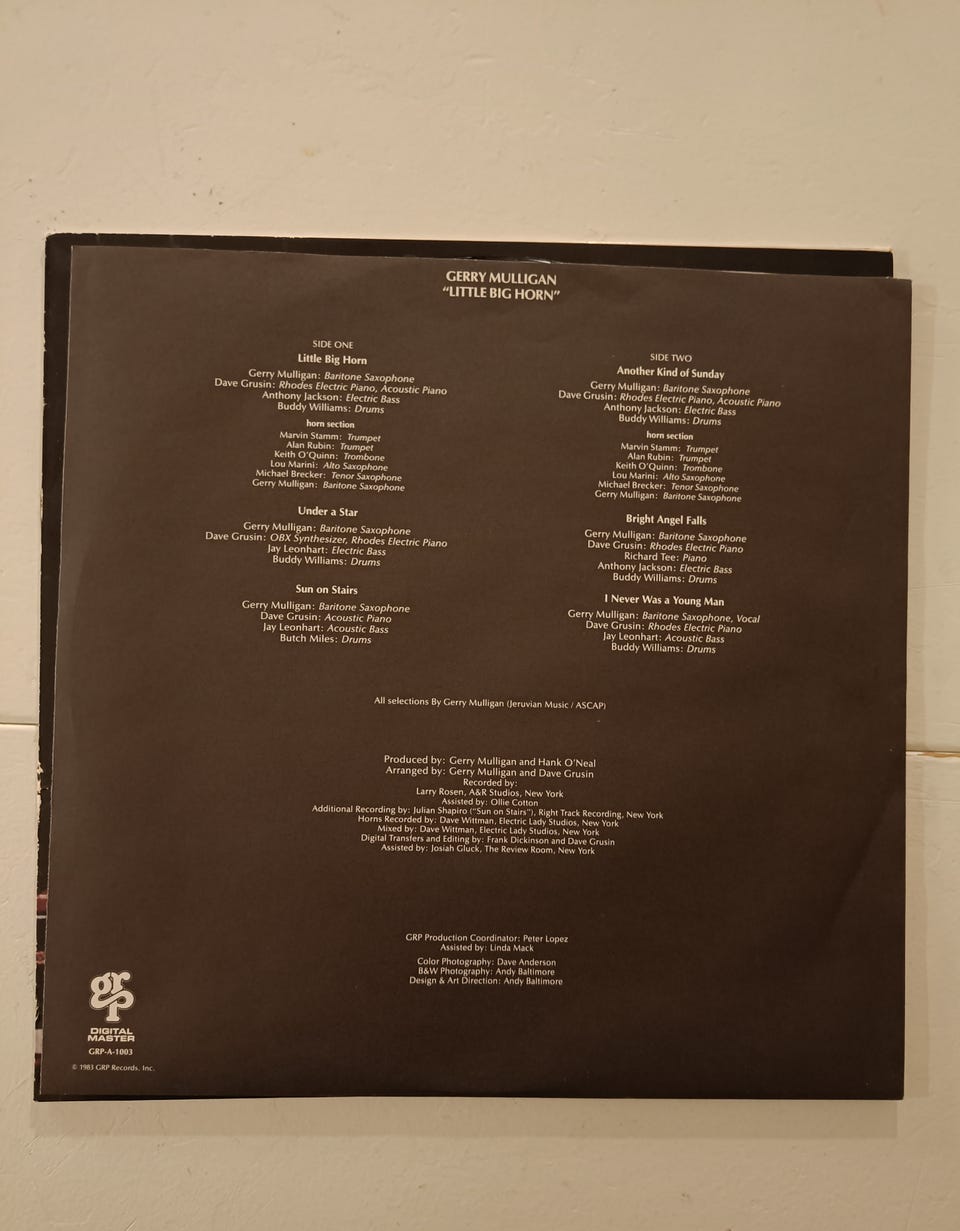 GERRY MULLIGAN
“LITTLE BIG HORN”
SIDE ONE
Little Big Horn
Gerry Mulligan: Baritone Saxophone
Dave Grusin: Rhodes Electric Piano, Acoustic Piano
Anthony Jackson: Electric Bass
Buddy Williams: Drums
horn section
Marvin Stamm: Trumpet
Alan Rubin: Trumpet
Keith O’Quinn: Trombone
Lou Marini: Alto Saxophone
Michael Brecker: Tenor Saxophone
Gerry Mulligan: Baritone Saxophone
Under a Star
Gerry Mulligan: Baritone Saxophone
Dave Grusin: OBX Synthesizer, Rhodes Electric Piano
Jay Leonhart: Electric Bass
Buddy Williams: Drums
Sun on Stairs
Gerry Mulligan: Baritone Saxophone
Dave Grusin: Acoustic Piano
Jay Leonhart: Acoustic Bass
Butch Miles: Drums
SIDE TWO
Another Kind of Sunday
Gerry Mulligan: Baritone Saxophone
Dave Grusin: Rhodes Electric Piano, Acoustic Piano
Anthony Jackson: Electric Bass
Buddy Williams: Drums
horn section
Marvin Stamm: Trumpet
Alan Rubin: Trumpet
Keith O’Quinn: Trombone
Lou Marini: Alto Saxophone
Michael Brecker: Tenor Saxophone
Gerry Mulligan: Baritone Saxophone
Bright Angel Falls
Gerry Mulligan: Baritone Saxophone
Dave Grusin: Rhodes Electric Piano
Richard Tee: Piano
Anthony Jackson: Electric Bass
Buddy Williams: Drums
I Never Was a Young Man
Gerry Mulligan: Baritone Saxophone, Vocal
Dave Grusin: Rhodes Electric Piano
Jay Leonhart: Acoustic Bass
Buddy Williams: Drums
All selections By Gerry Mulligan (Jeruvian Music / ASCAP)
Produced by: Gerry Mulligan and Hank O’Neal
Arranged by: Gerry Mulligan and Dave Grusin
Recorded by:
Larry Rosen, A&R Studios, New York
Assisted by: Ollie Cotton
Additional Recording by: Julian Shapiro (“Sun on Stairs”), Right Track Recording, New York
Horns Recorded by: Dave Wittman, Electric Lady Studios, New York
Mixed by: Dave Wittman, Electric Lady Studios, New York
Digital Transfers and Editing by: Frank Dickinson and Dave Grusin
Assisted by: Josiah Gluck, The Review Room, New York
GRP Production Coordinator: Peter Lopez
Assisted by: Linda Mack
Color Photography: Dave Anderson
B&W Photography: Andy Baltimore
Design & Art Direction: Andy Baltimore
grp
DIGITAL
MASTER
GRP-A-1003
© 1983 GRP Records, Inc.